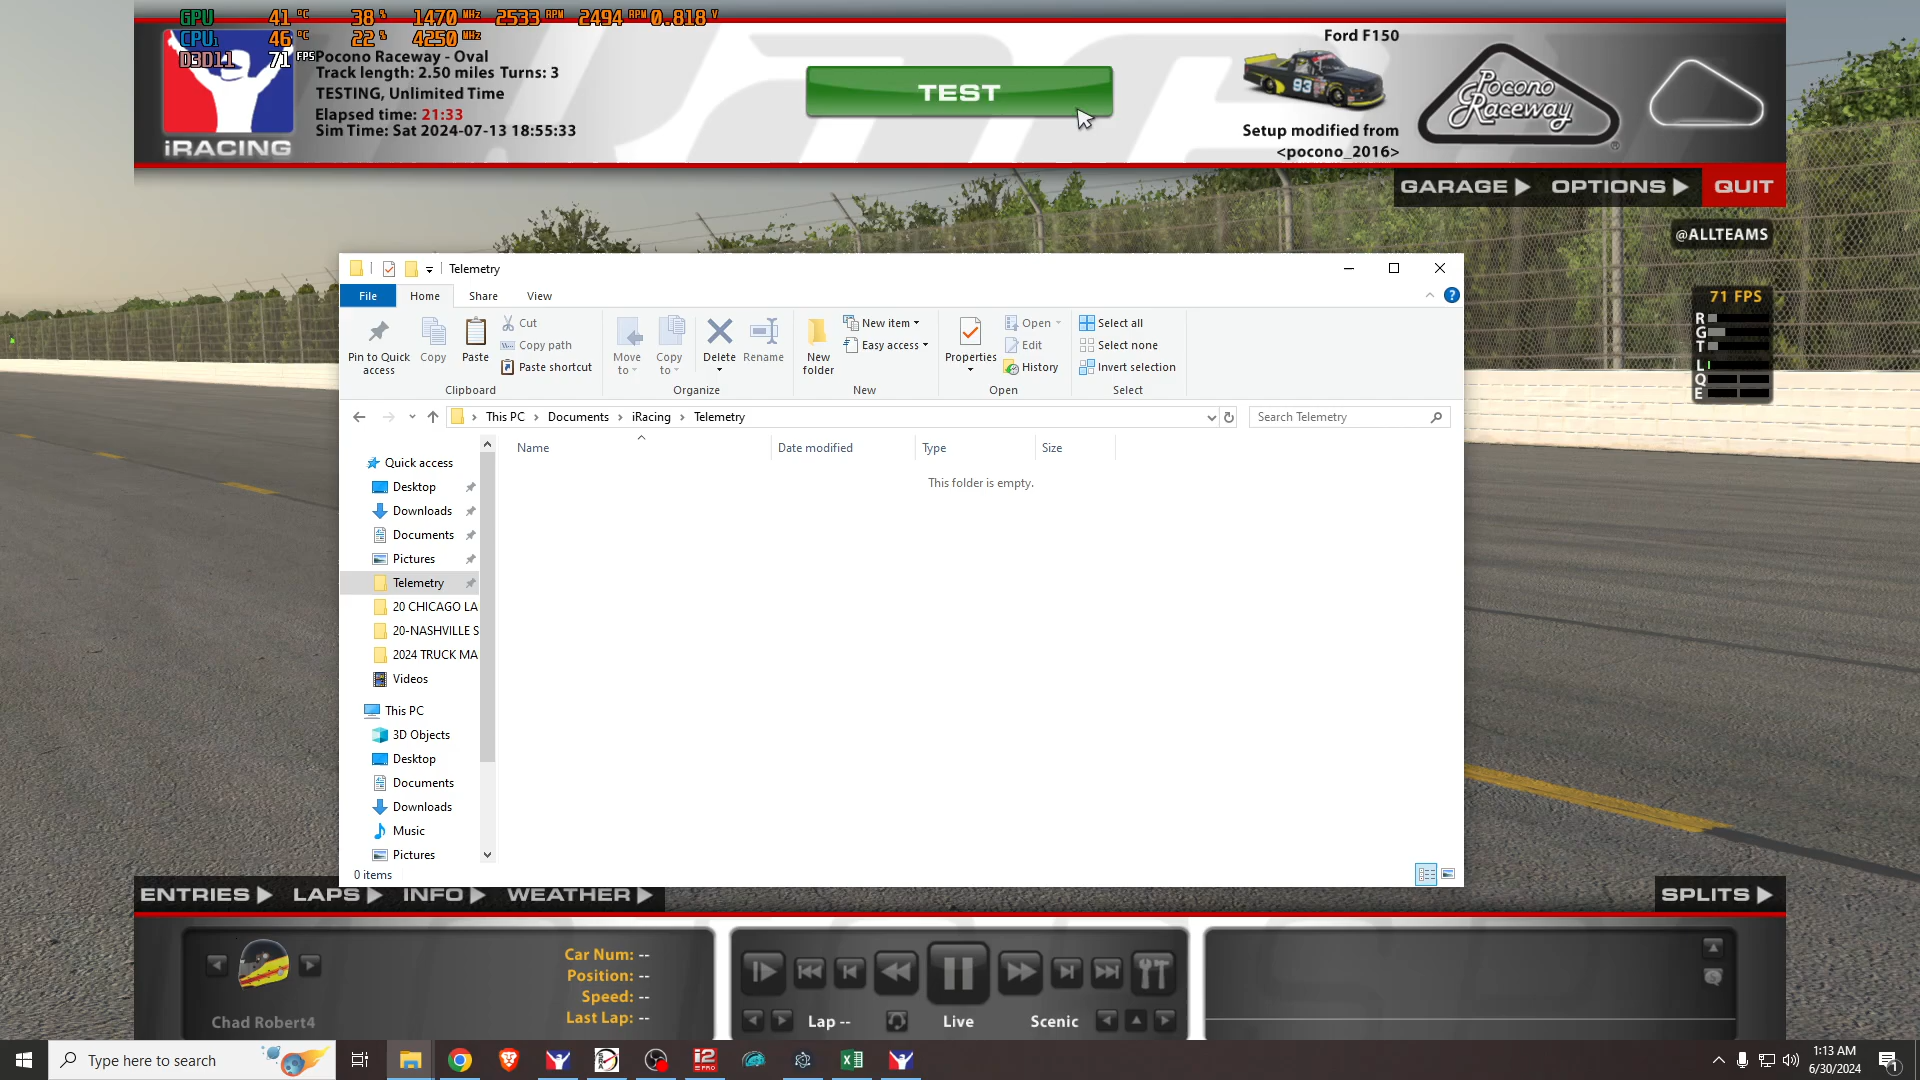 GPU 41 °C 38 % 1470 MHz 2533 RPM 2494 RPM 0.818 V
CPU1 46 °C 22 % 4250 MHz
D3D11 71 FPS
iRACING
Pocono Raceway - Oval
Track length: 2.50 miles Turns: 3
TESTING, Unlimited Time
Elapsed time: 21:33
Sim Time: Sat 2024-07-13 18:55:33
TEST
Ford F150
93
Setup modified from
<pocono_2016>
Pocono Raceway
GARAGE OPTIONS QUIT
@ALLTEAMS
71 FPS
R
G
T
L
Q
E
Telemetry
File Home Share View
Pin to Quick access
Copy
Paste
Cut
Copy path
Paste shortcut
Clipboard
Move to
Copy to
Delete
Rename
Organize
New folder
New item
Easy access
New
Properties
Open
Edit
History
Open
Select all
Select none
Invert selection
Select
This PC Documents iRacing Telemetry
Search Telemetry
Name Date modified Type Size
This folder is empty.
Quick access
Desktop
Downloads
Documents
Pictures
Telemetry
20 CHICAGO LA
20-NASHVILLE S
2024 TRUCK MA
Videos
This PC
3D Objects
Desktop
Documents
Downloads
Music
Pictures
0 items
ENTRIES LAPS INFO WEATHER SPLITS
Car Num: --
Position: --
Speed: --
Last Lap: --
Chad Robert4
Lap -- Live Scenic
Type here to search
i2 PRO
1:13 AM
6/30/2024
1